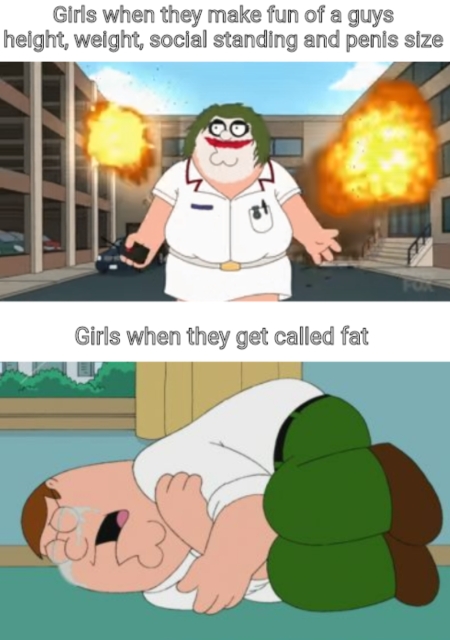 Girls when they make fun of a guys
height, weight, social standing and penis size
FOX
Girls when they get called fat